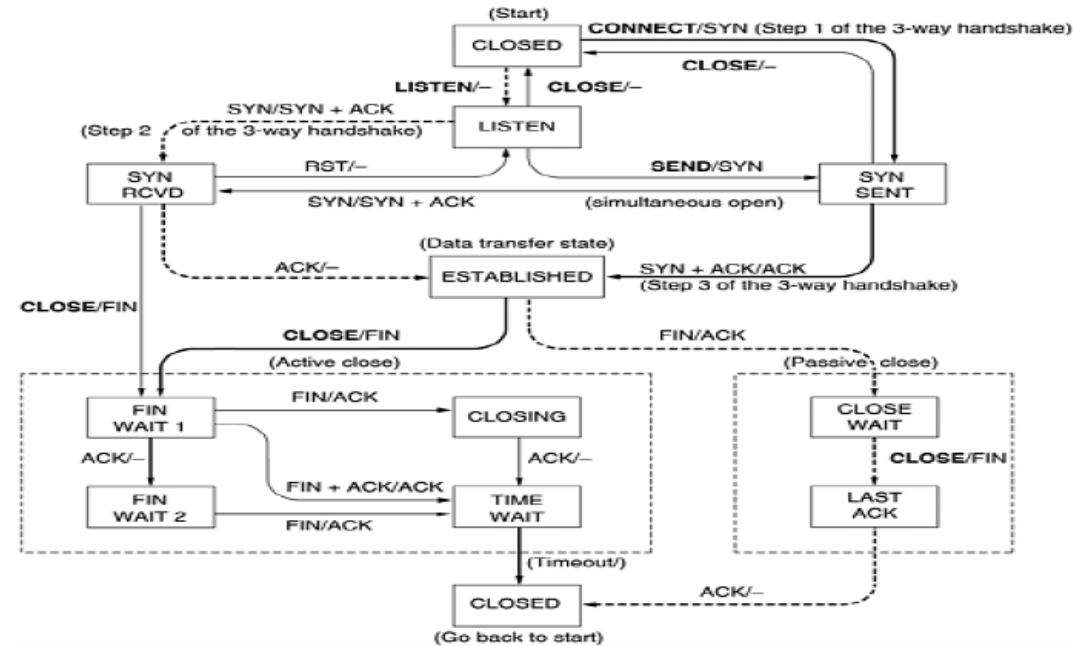 (Start)
CLOSED
CONNECT/SYN (Step 1 of the 3-way handshake)
CLOSE/–
LISTEN/–
CLOSE/–
SYN/SYN + ACK
LISTEN
(Step 2 of the 3-way handshake)
RST/–
SEND/SYN
SYN
RCVD
SYN
SENT
SYN/SYN + ACK
(simultaneous open)
(Data transfer state)
ACK/–
ESTABLISHED
SYN + ACK/ACK
(Step 3 of the 3-way handshake)
CLOSE/FIN
CLOSE/FIN
FIN/ACK
(Active close)
(Passive close)
FIN
WAIT 1
FIN/ACK
CLOSING
CLOSE
WAIT
ACK/–
ACK/–
CLOSE/FIN
FIN + ACK/ACK
FIN
WAIT 2
TIME
WAIT
LAST
ACK
FIN/ACK
(Timeout/)
CLOSED
ACK/–
(Go back to start)